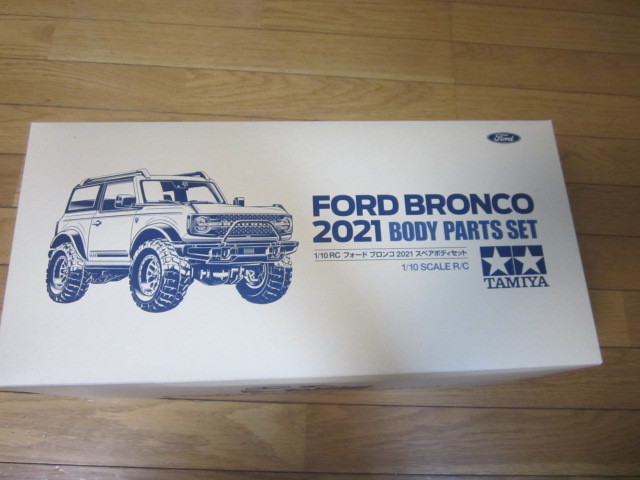 Ford
FORD BRONCO
2021 BODY PARTS SET
1/10 RC フォード ブロンコ 2021 スペアボディセット
1/10 SCALE R/C
TAMIYA